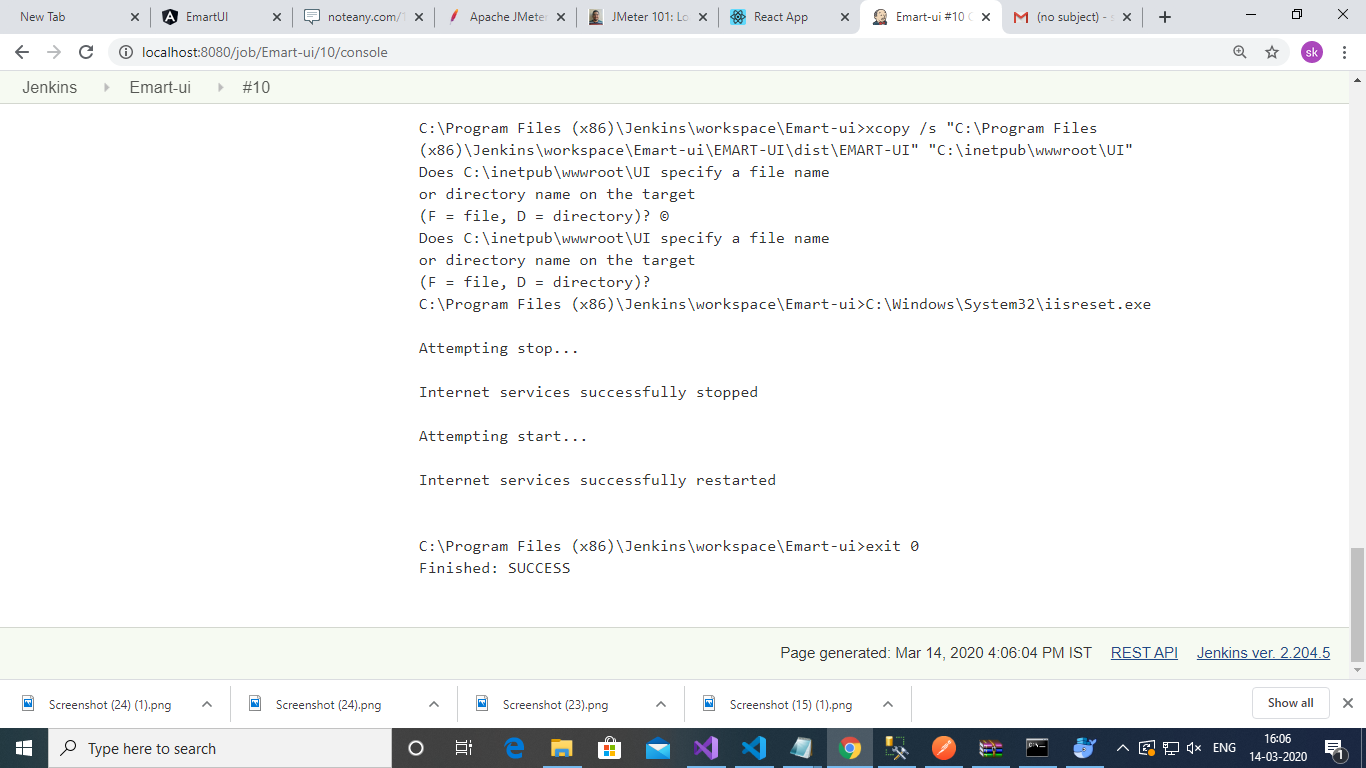 New Tab
EmartUI
noteany.com/1
Apache JMeter
JMeter 101: Lo
React App
Emart-ui #10 C
(no subject) - s
localhost:8080/job/Emart-ui/10/console
sk
Jenkins
Emart-ui
#10
C:\Program Files (x86)\Jenkins\workspace\Emart-ui>xcopy /s "C:\Program Files
(x86)\Jenkins\workspace\Emart-ui\EMART-UI\dist\EMART-UI" "C:\inetpub\wwwroot\UI"
Does C:\inetpub\wwwroot\UI specify a file name
or directory name on the target
(F = file, D = directory)? ©
Does C:\inetpub\wwwroot\UI specify a file name
or directory name on the target
(F = file, D = directory)?
C:\Program Files (x86)\Jenkins\workspace\Emart-ui>C:\Windows\System32\iisreset.exe
Attempting stop...
Internet services successfully stopped
Attempting start...
Internet services successfully restarted
C:\Program Files (x86)\Jenkins\workspace\Emart-ui>exit 0
Finished: SUCCESS
Page generated: Mar 14, 2020 4:06:04 PM IST
REST API
Jenkins ver. 2.204.5
Screenshot (24) (1).png
Screenshot (24).png
Screenshot (23).png
Screenshot (15) (1).png
Show all
Type here to search
ENG
16:06
14-03-2020
1